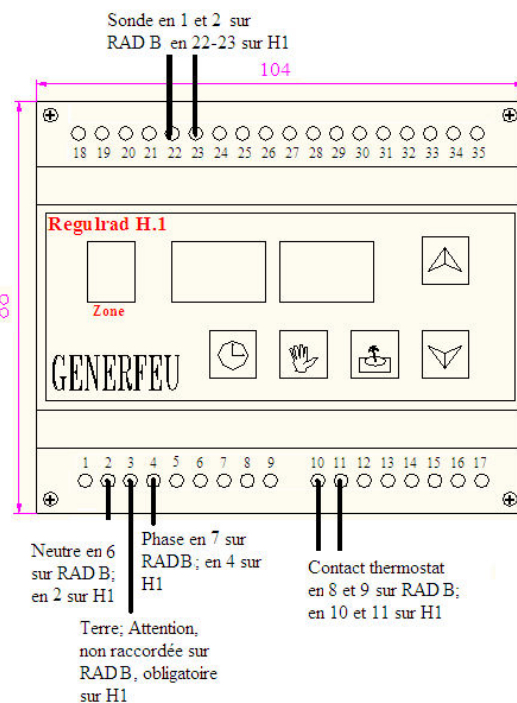 Sonde en 1 et 2 sur
RAD B en 22-23 sur H1
104
18 19 20 21 22 23 24 25 26 27 28 29 30 31 32 33 34 35
Regulrad H.1
Zone
GENERFEU
1 2 3 4 5 6 7 8 9 10 11 12 13 14 15 16 17
Neutre en 6
sur RAD B;
en 2 sur H1
Phase en 7 sur
RADB; en 4 sur
H1
Contact thermostat
en 8 et 9 sur RAD B;
en 10 et 11 sur H1
Terre; Attention,
non raccordée sur
RAD B, obligatoire
sur H1